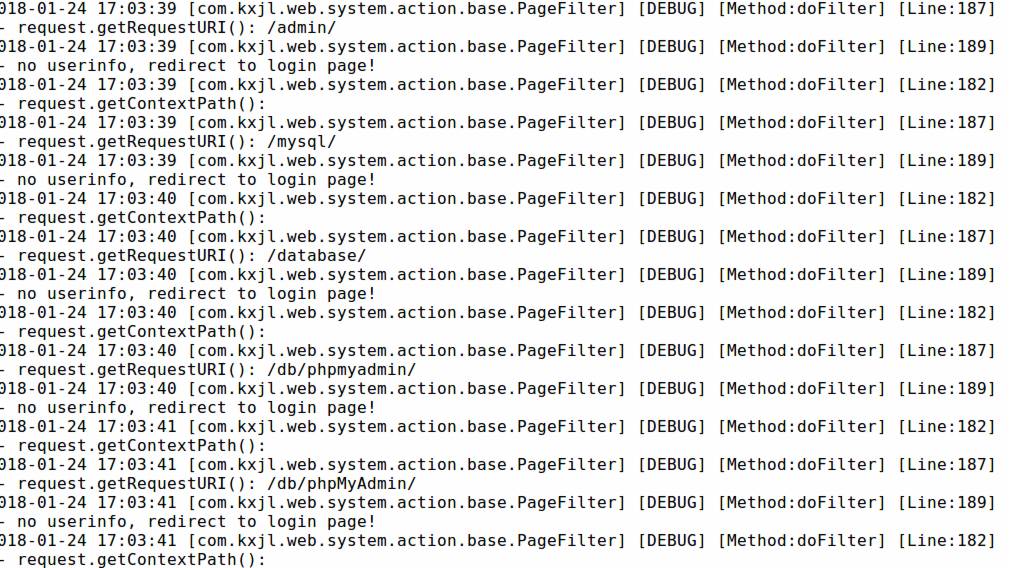 018-01-24 17:03:39 [com.kxjl.web.system.action.base.PageFilter] [DEBUG] [Method:doFilter] [Line:187]
- request.getRequestURI(): /admin/
018-01-24 17:03:39 [com.kxjl.web.system.action.base.PageFilter] [DEBUG] [Method:doFilter] [Line:189]
- no userinfo, redirect to login page!
018-01-24 17:03:39 [com.kxjl.web.system.action.base.PageFilter] [DEBUG] [Method:doFilter] [Line:182]
- request.getContextPath():
018-01-24 17:03:39 [com.kxjl.web.system.action.base.PageFilter] [DEBUG] [Method:doFilter] [Line:187]
- request.getRequestURI(): /mysql/
018-01-24 17:03:39 [com.kxjl.web.system.action.base.PageFilter] [DEBUG] [Method:doFilter] [Line:189]
- no userinfo, redirect to login page!
018-01-24 17:03:40 [com.kxjl.web.system.action.base.PageFilter] [DEBUG] [Method:doFilter] [Line:182]
- request.getContextPath():
018-01-24 17:03:40 [com.kxjl.web.system.action.base.PageFilter] [DEBUG] [Method:doFilter] [Line:187]
- request.getRequestURI(): /database/
018-01-24 17:03:40 [com.kxjl.web.system.action.base.PageFilter] [DEBUG] [Method:doFilter] [Line:189]
- no userinfo, redirect to login page!
018-01-24 17:03:40 [com.kxjl.web.system.action.base.PageFilter] [DEBUG] [Method:doFilter] [Line:182]
- request.getContextPath():
018-01-24 17:03:40 [com.kxjl.web.system.action.base.PageFilter] [DEBUG] [Method:doFilter] [Line:187]
- request.getRequestURI(): /db/phpmyadmin/
018-01-24 17:03:40 [com.kxjl.web.system.action.base.PageFilter] [DEBUG] [Method:doFilter] [Line:189]
- no userinfo, redirect to login page!
018-01-24 17:03:41 [com.kxjl.web.system.action.base.PageFilter] [DEBUG] [Method:doFilter] [Line:182]
- request.getContextPath():
018-01-24 17:03:41 [com.kxjl.web.system.action.base.PageFilter] [DEBUG] [Method:doFilter] [Line:187]
- request.getRequestURI(): /db/phpMyAdmin/
018-01-24 17:03:41 [com.kxjl.web.system.action.base.PageFilter] [DEBUG] [Method:doFilter] [Line:189]
- no userinfo, redirect to login page!
018-01-24 17:03:41 [com.kxjl.web.system.action.base.PageFilter] [DEBUG] [Method:doFilter] [Line:182]
- request.getContextPath():